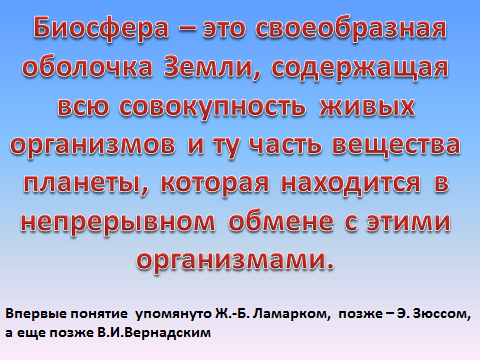 Биосфера – это своеобразная
оболочка Земли, содержащая
всю совокупность живых
организмов и ту часть вещества
планеты, которая находится в
непрерывном обмене с этими
организмами.
Впервые понятие упомянуто Ж.-Б. Ламарком, позже – Э. Зюссом,
а еще позже В.И.Вернадским